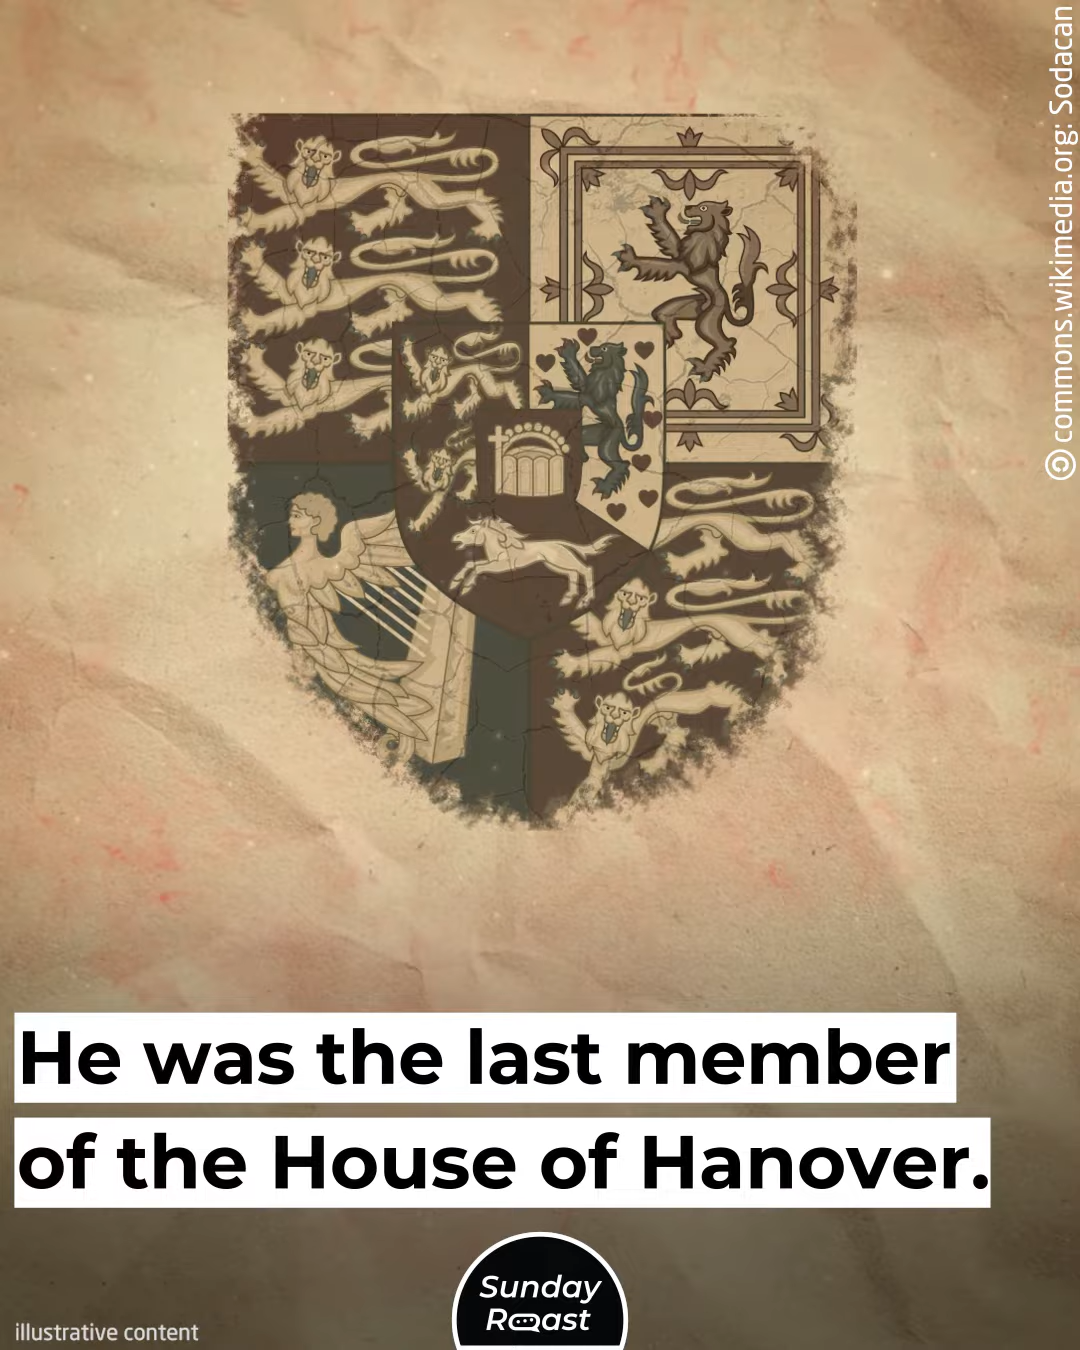 © commons.wikimedia.org: Sodacan
He was the last member
of the House of Hanover.
Sunday
Roast
illustrative content